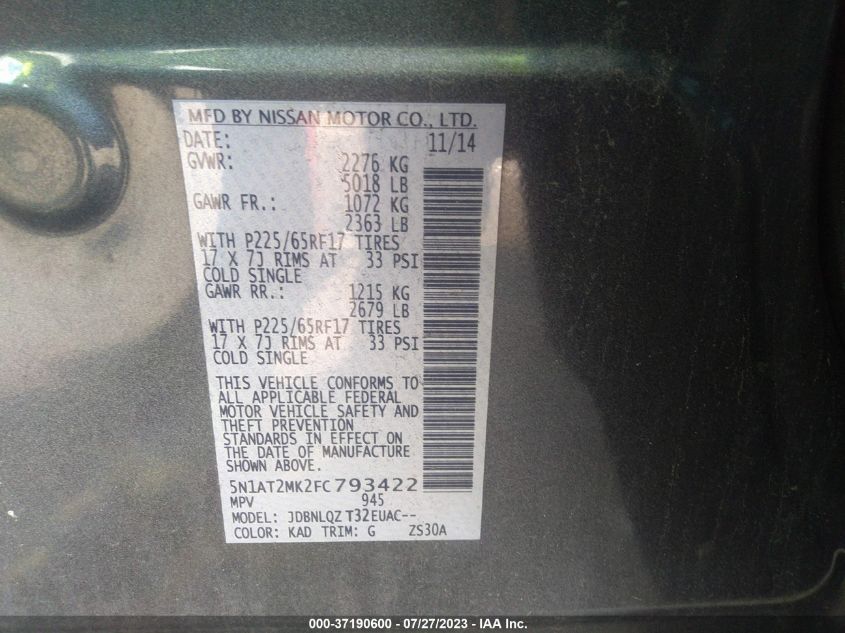 MFD BY NISSAN MOTOR CO., LTD.
DATE: 11/14
GVWR: 2276 KG
5018 LB
GAWR FR.: 1072 KG
2363 LB
WITH P225/65RF17 TIRES
17 X 7J RIMS AT 33 PSI
COLD SINGLE
GAWR RR.: 1215 KG
2679 LB
WITH P225/65RF17 TIRES
17 X 7J RIMS AT 33 PSI
COLD SINGLE
THIS VEHICLE CONFORMS TO
ALL APPLICABLE FEDERAL
MOTOR VEHICLE SAFETY AND
THEFT PREVENTION
STANDARDS IN EFFECT ON
THE DATE OF MANUFACTURE
SHOWN ABOVE.
5N1AT2MK2FC793422
MPV 945
MODEL: JDBNLQZ T32EUAC--
COLOR: KAD TRIM: G ZS30A
000-37190600 - 07/27/2023 - IAA Inc.